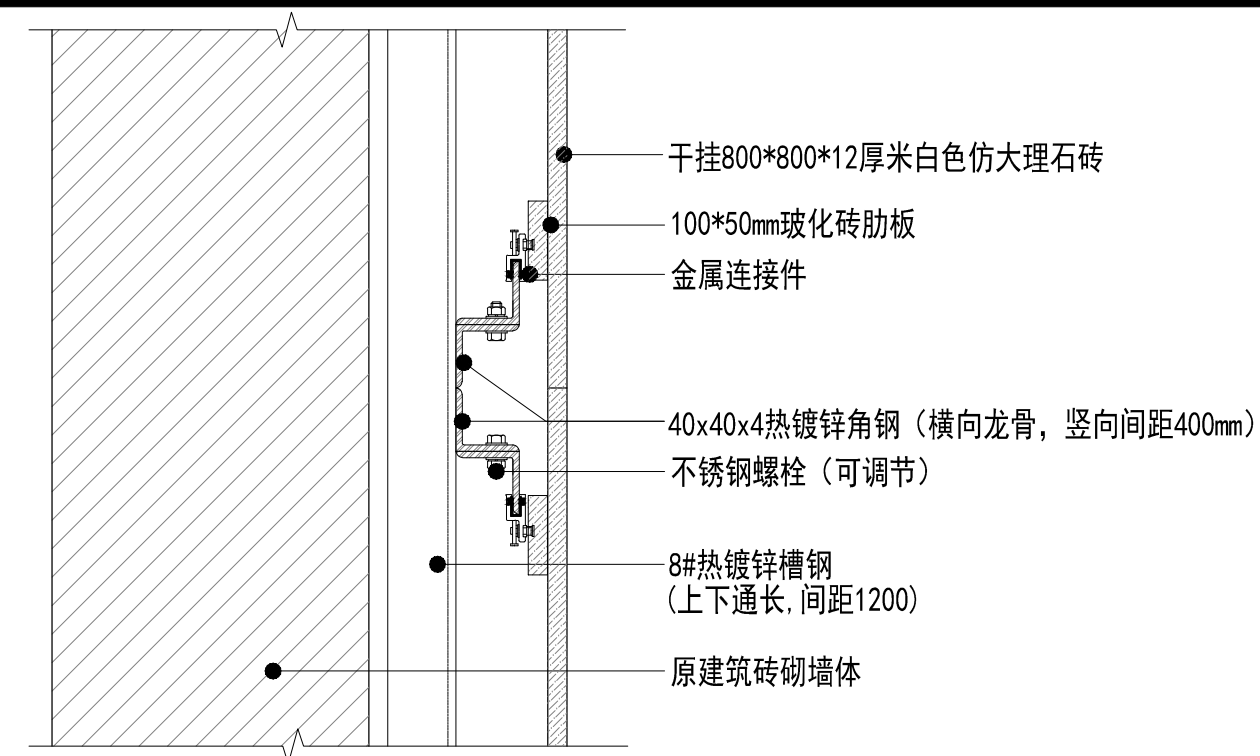 干挂800*800*12厚米白色仿大理石砖
100*50mm玻化砖肋板
金属连接件
40x40x4热镀锌角钢（横向龙骨，竖向间距400mm）
不锈钢螺栓（可调节）
8#热镀锌槽钢
(上下通长,间距1200)
原建筑砖砌墙体